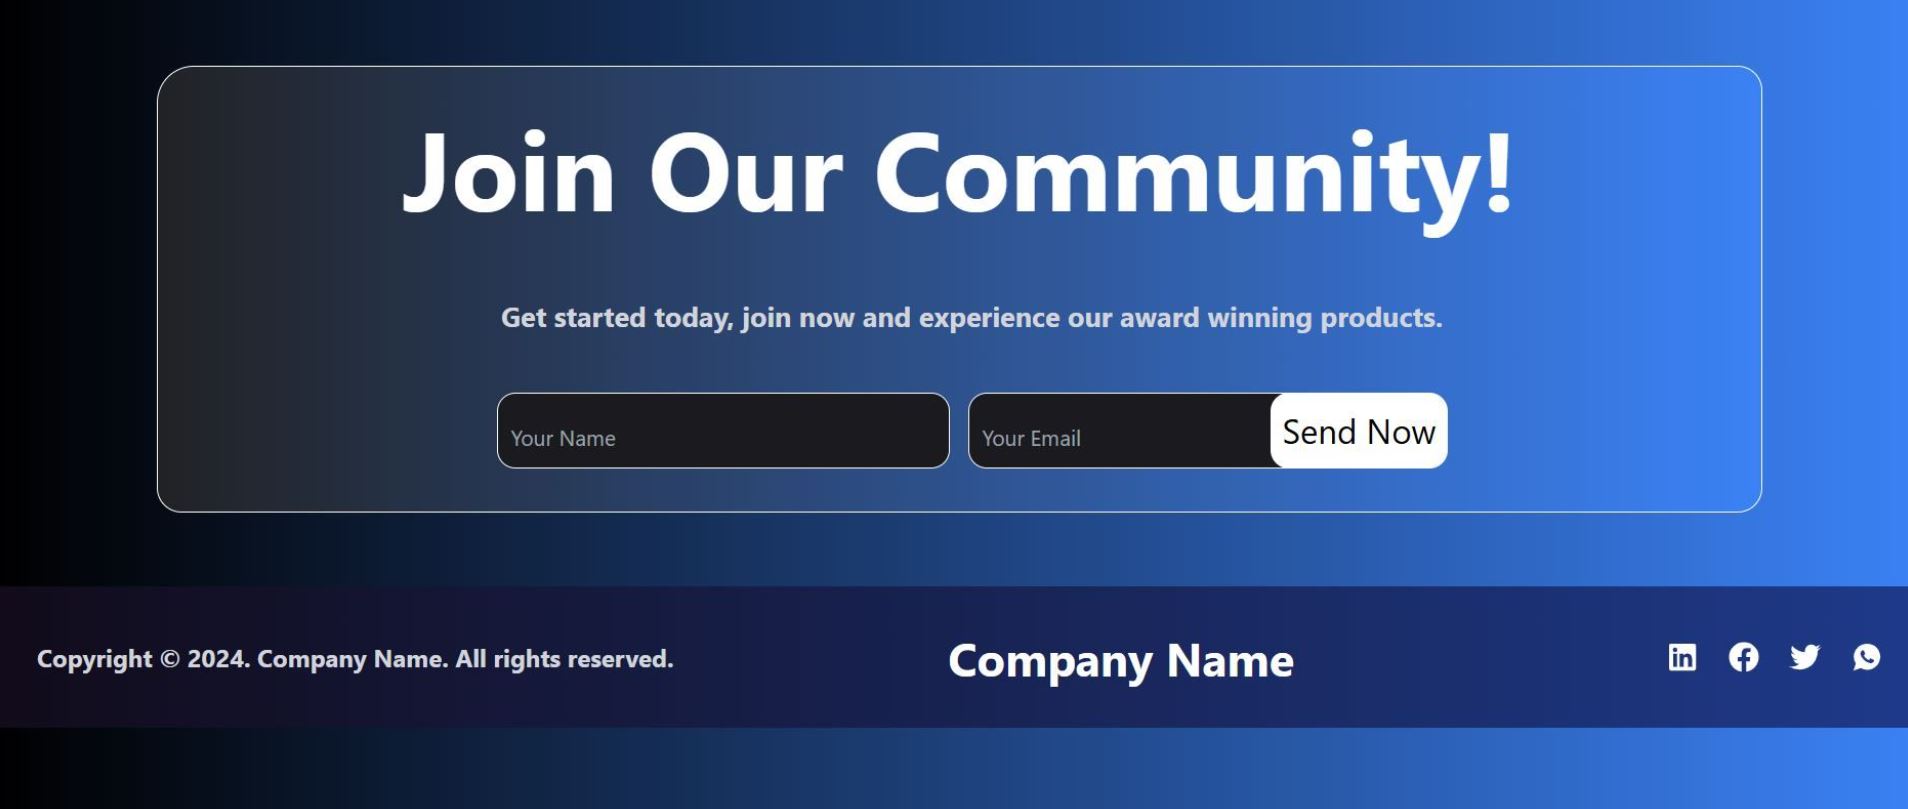 Join Our Community!
Get started today, join now and experience our award winning products.
Your Name
Your Email
Send Now
Copyright © 2024. Company Name. All rights reserved.
Company Name